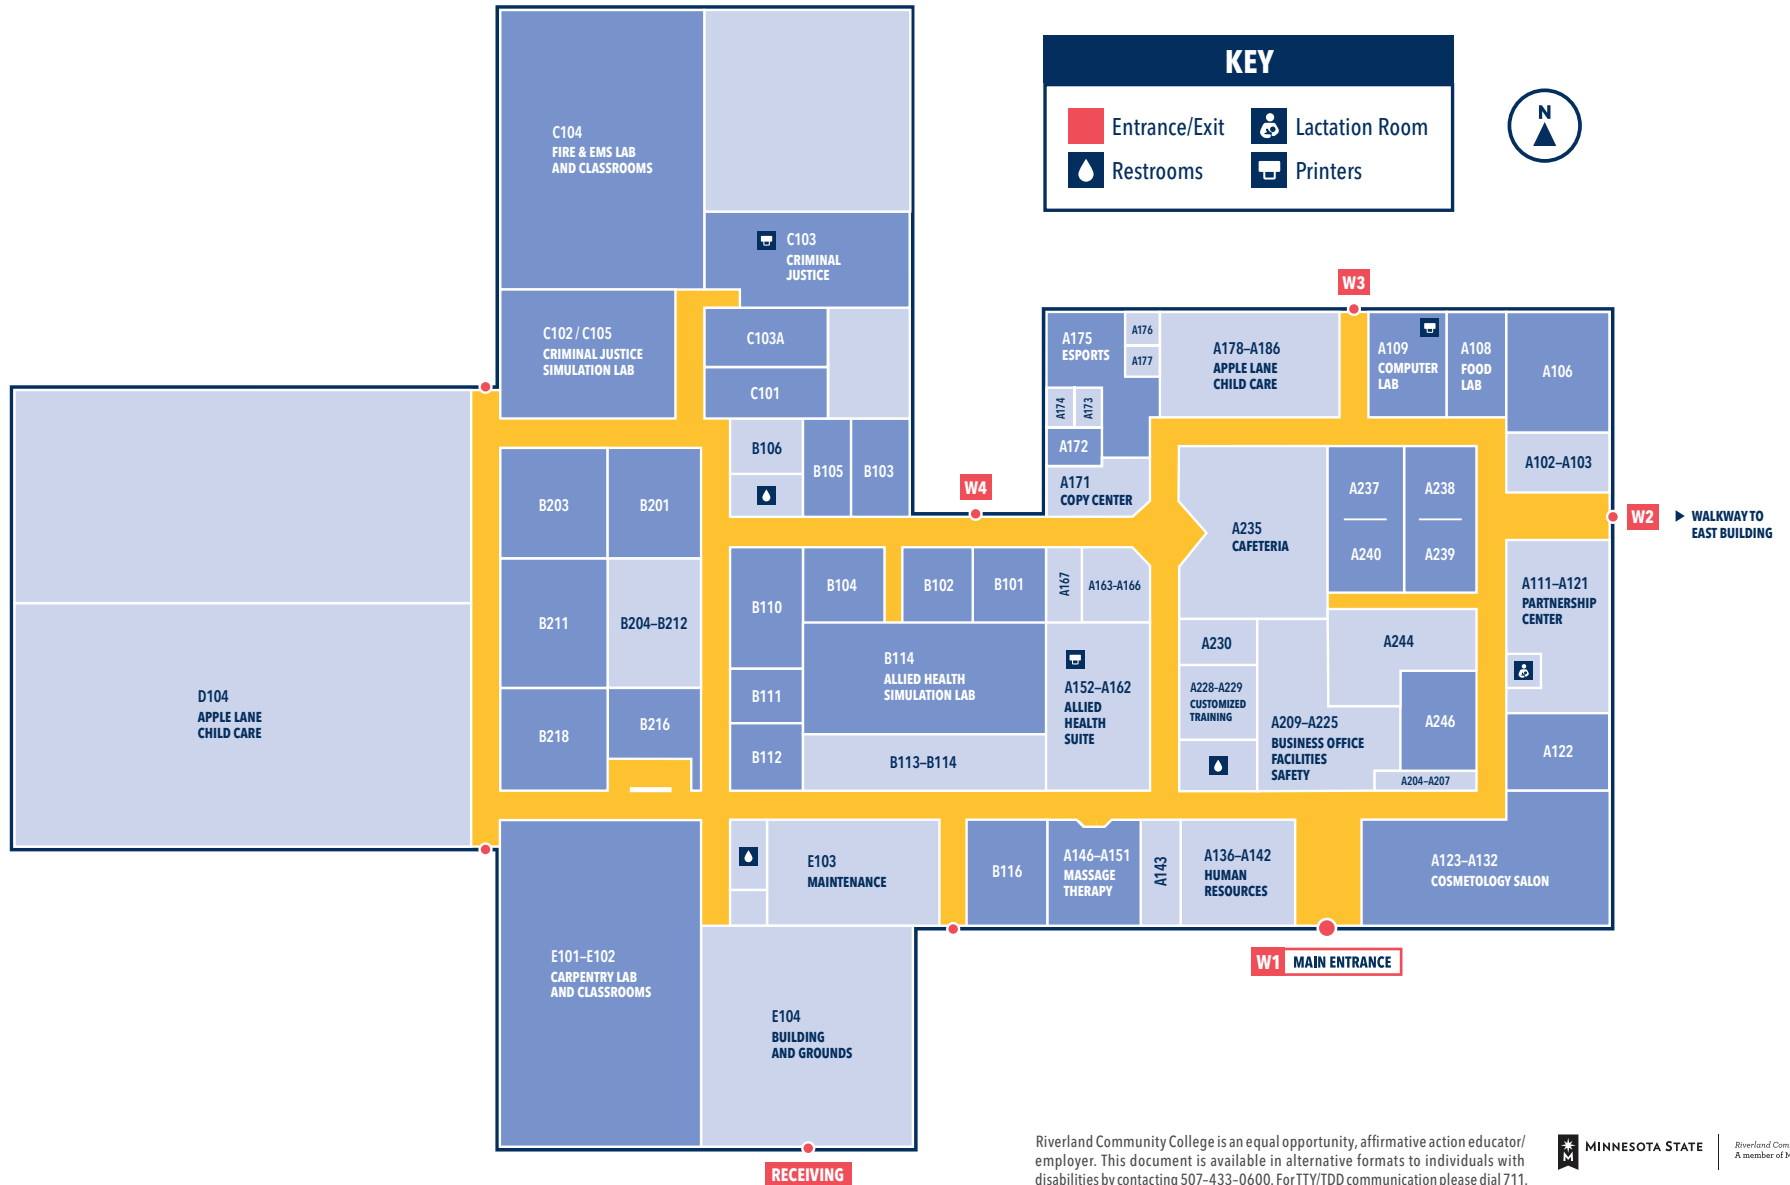 KEY
Entrance/Exit
Lactation Room
Restrooms
Printers
N
C104
FIRE & EMS LAB
AND CLASSROOMS
C103
CRIMINAL
JUSTICE
C102 / C105
CRIMINAL JUSTICE
SIMULATION LAB
C103A
C101
B106
B105
B103
W4
W3
A175
ESPORTS
A176
A177
A174
A173
A172
A171
COPY CENTER
A178–A186
APPLE LANE
CHILD CARE
A109
COMPUTER
LAB
A108
FOOD
LAB
A106
A102–A103
W2
WALKWAY TO
EAST BUILDING
B203
B201
B211
B204–B212
B218
B216
B110
B104
B102
B101
A167
A163–A166
B111
B112
B114
ALLIED HEALTH
SIMULATION LAB
B113–B114
A152–A162
ALLIED
HEALTH
SUITE
A235
CAFETERIA
A237
A238
A240
A239
A230
A228–A229
CUSTOMIZED
TRAINING
A209–A225
BUSINESS OFFICE
FACILITIES
SAFETY
A244
A246
A204–A207
A111–A121
PARTNERSHIP
CENTER
A122
D104
APPLE LANE
CHILD CARE
E103
MAINTENANCE
B116
A146–A151
MASSAGE
THERAPY
A143
A136–A142
HUMAN
RESOURCES
A123–A132
COSMETOLOGY SALON
W1 MAIN ENTRANCE
E101–E102
CARPENTRY LAB
AND CLASSROOMS
E104
BUILDING
AND GROUNDS
RECEIVING
Riverland Community College is an equal opportunity, affirmative action educator/
employer. This document is available in alternative formats to individuals with
disabilities by contacting 507-433-0600. For TTY/TDD communication please dial 711.
M
MINNESOTA STATE
Riverland
A member of